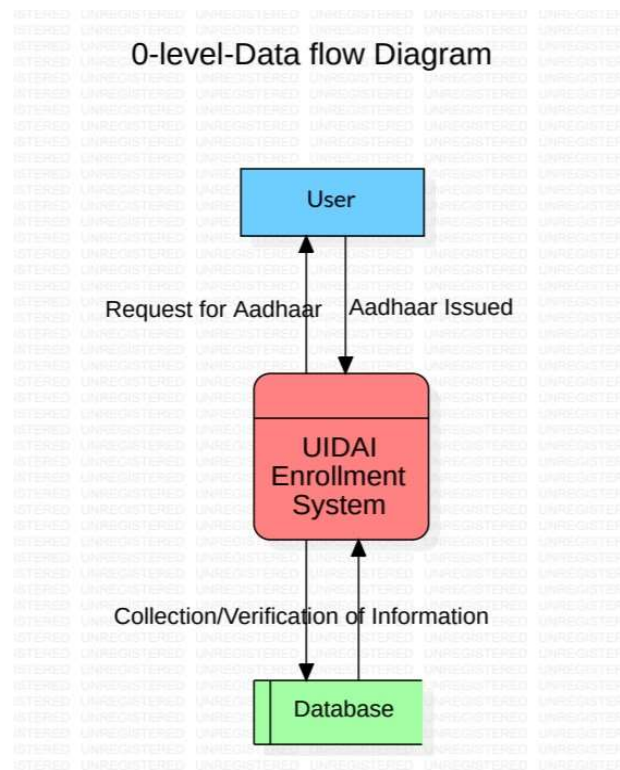 0-level-Data flow Diagram
User
Request for Aadhaar
Aadhaar Issued
UIDAI
Enrollment
System
Collection/Verification of Information
Database
UNREGISTERED